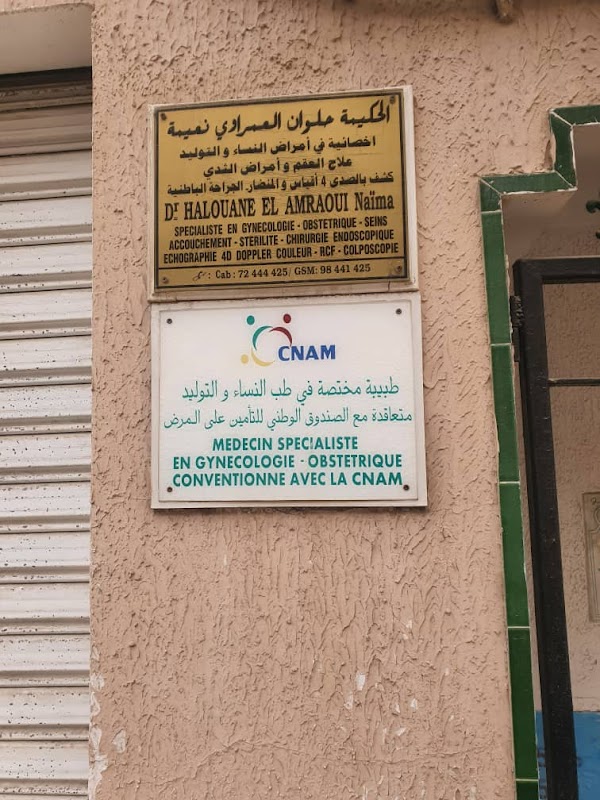 الحكيمة حلوان العمراوي نعيمة
اخصائية في أمراض النساء و التوليد
علاج العقم و أمراض الثدي
كشف بالصدى 4 أقياس و المنضار. الجراحة الباطنية
Dʳ HALOUANE EL AMRAOUI Naïma
SPECIALISTE EN GYNECOLOGIE - OBSTETRIQUE - SEINS
ACCOUCHEMENT - STERILITE - CHIRURGIE ENDOSCOPIQUE
ECHOGRAPHIE 4D DOPPLER COULEUR - RCF - COLPOSCOPIE
: Cab : 72 444 425/ GSM: 98 441 425
CNAM
طبيبة مختصة في طب النساء و التوليد
متعاقدة مع الصندوق الوطني للتأمين على المرض
MEDECIN SPECIALISTE
EN GYNECOLOGIE - OBSTETRIQUE
CONVENTIONNE AVEC LA CNAM